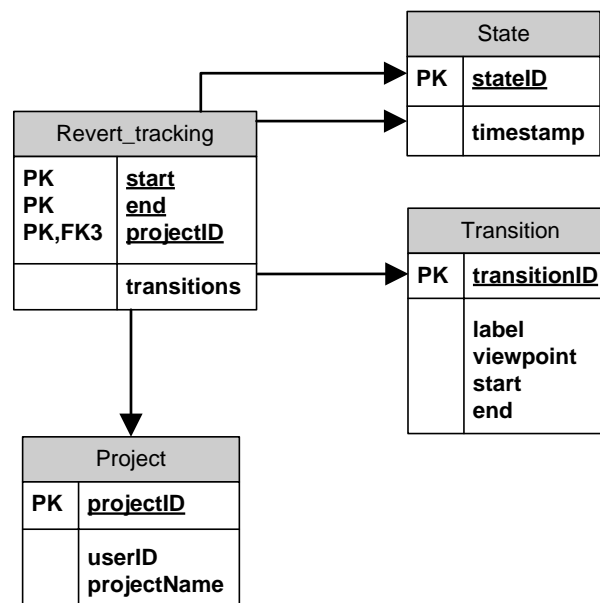 State
PK stateID
timestamp
Revert_tracking
PK start
PK end
PK,FK3 projectID
transitions
Transition
PK transitionID
label
viewpoint
start
end
Project
PK projectID
userID
projectName